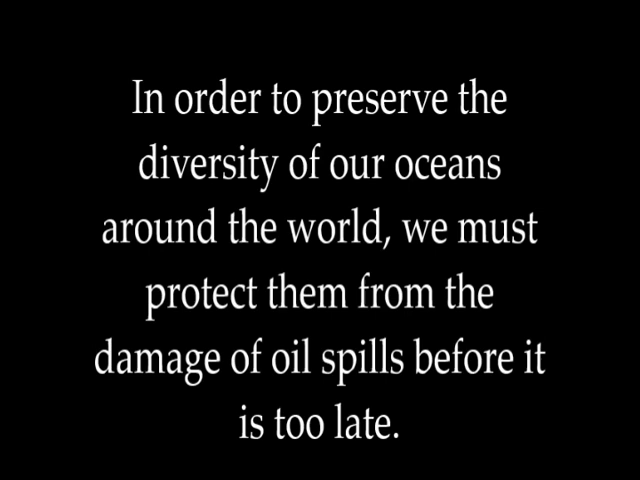 In order to preserve the
diversity of our oceans
around the world, we must
protect them from the
damage of oil spills before it
is too late.